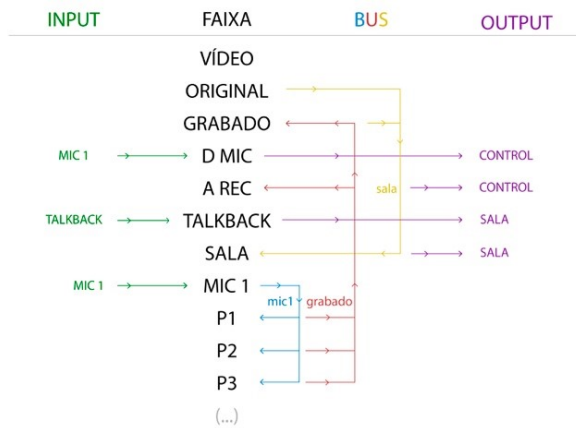 INPUT FAIXA BUS OUTPUT
VÍDEO
ORIGINAL
GRABADO
MIC 1 D MIC CONTROL
A REC sala CONTROL
TALKBACK TALKBACK SALA
SALA SALA
MIC 1 MIC 1
mic1 grabado
P1
P2
P3
(...)